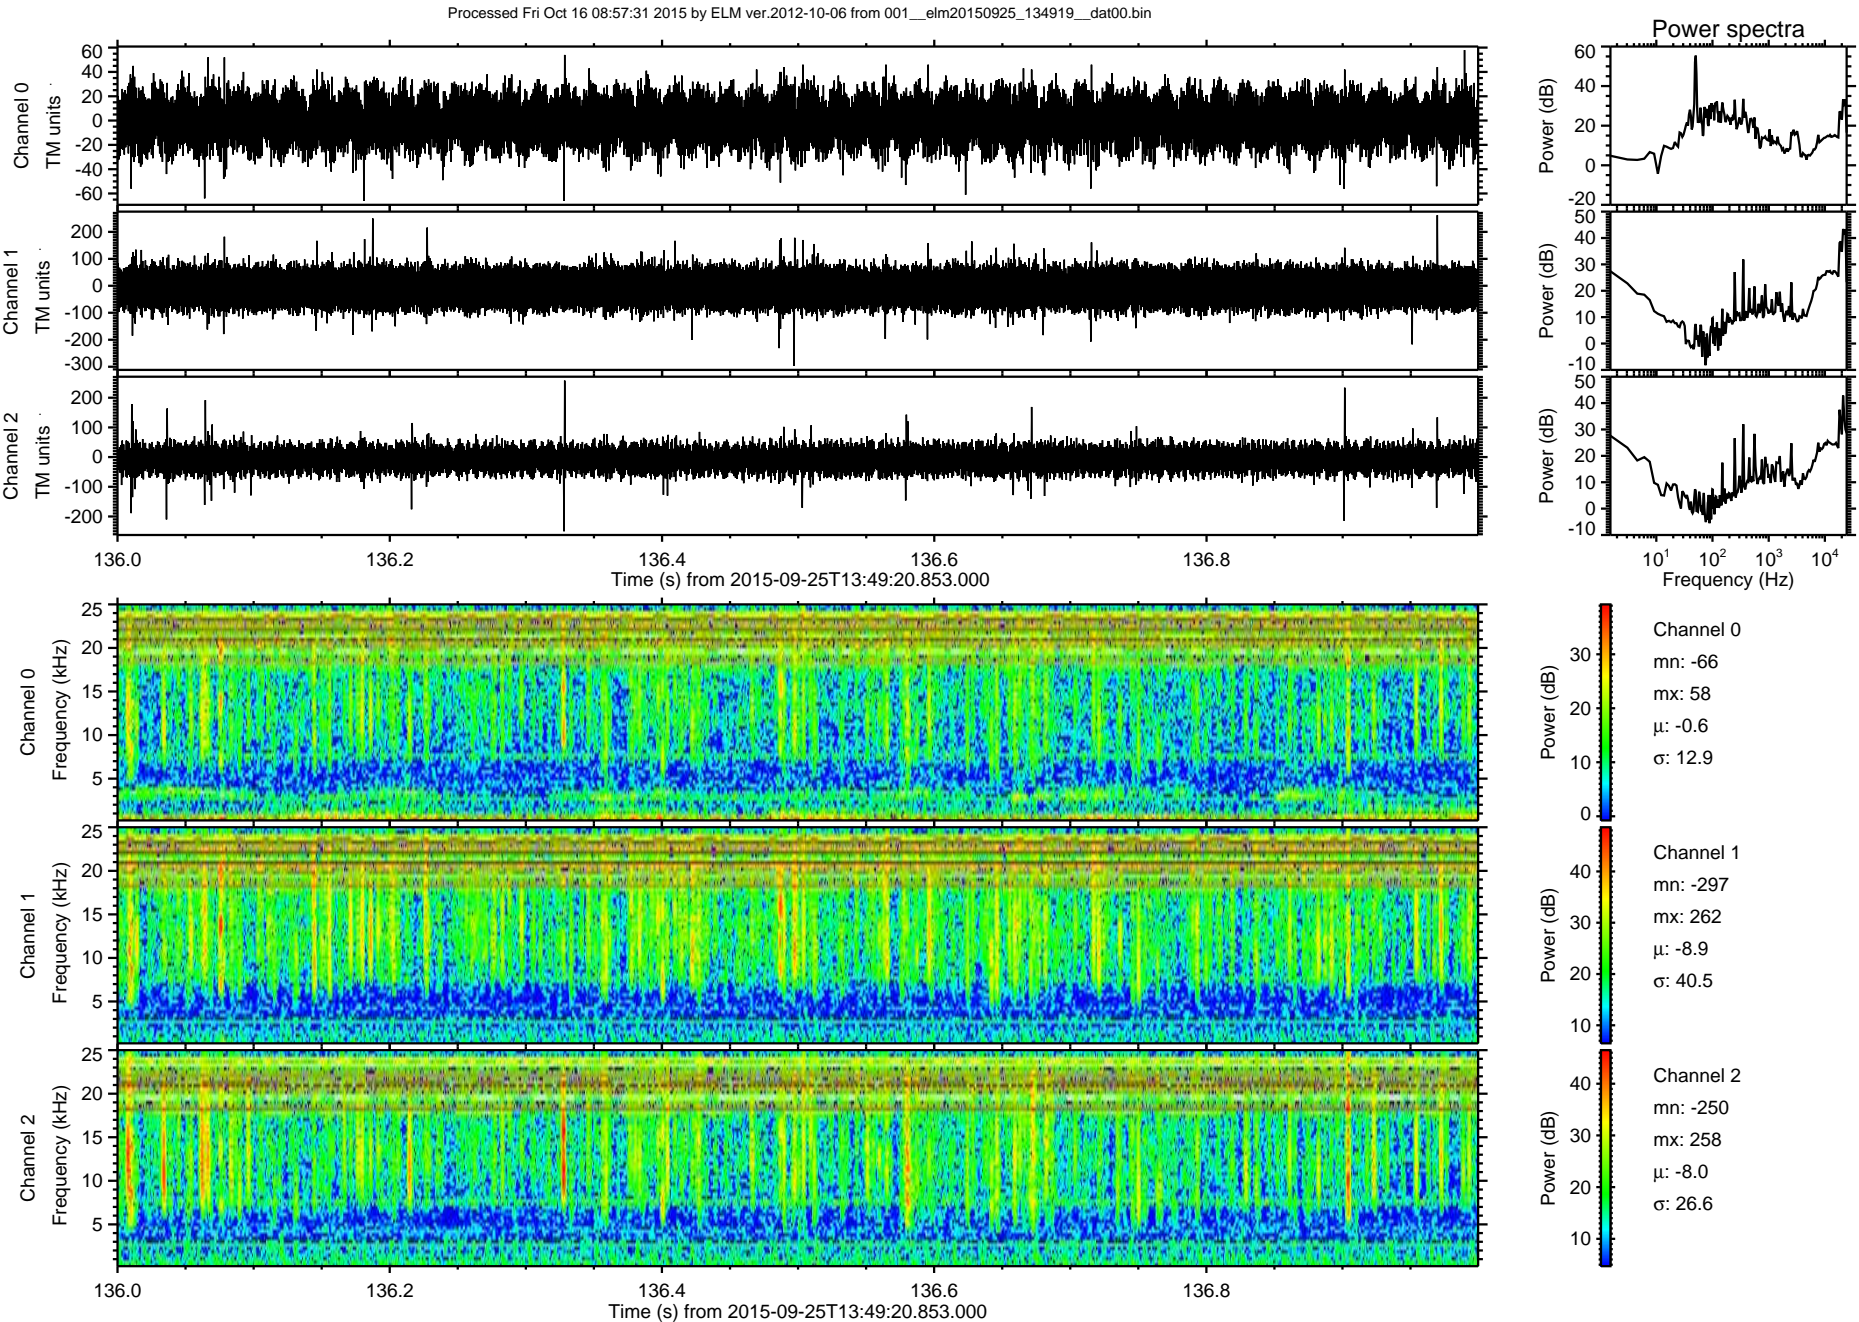 Processed Fri Oct 16 08:57:31 2015 by ELM ver.2012-10-06 from 001__elm20150925_134919__dat00.bin
Power spectra
Channel 0
TM units
60
40
20
0
-20
-40
-60
Power (dB)
60
40
20
0
-20
Channel 1
TM units
200
100
0
-100
-200
-300
Power (dB)
50
40
30
20
10
0
-10
Channel 2
TM units
200
100
0
-100
-200
Power (dB)
50
40
30
20
10
0
-10
136.0 136.2 136.4 136.6 136.8
Time (s) from 2015-09-25T13:49:20.853.000
10^1 10^2 10^3 10^4
Frequency (Hz)
Channel 0
Frequency (kHz)
25
20
15
10
5
Power (dB)
30
20
10
0
Channel 0
mn: -66
mx: 58
µ: -0.6
σ: 12.9
Channel 1
Frequency (kHz)
25
20
15
10
5
Power (dB)
40
30
20
10
Channel 1
mn: -297
mx: 262
µ: -8.9
σ: 40.5
Channel 2
Frequency (kHz)
25
20
15
10
5
Power (dB)
40
30
20
10
Channel 2
mn: -250
mx: 258
µ: -8.0
σ: 26.6
136.0 136.2 136.4 136.6 136.8
Time (s) from 2015-09-25T13:49:20.853.000